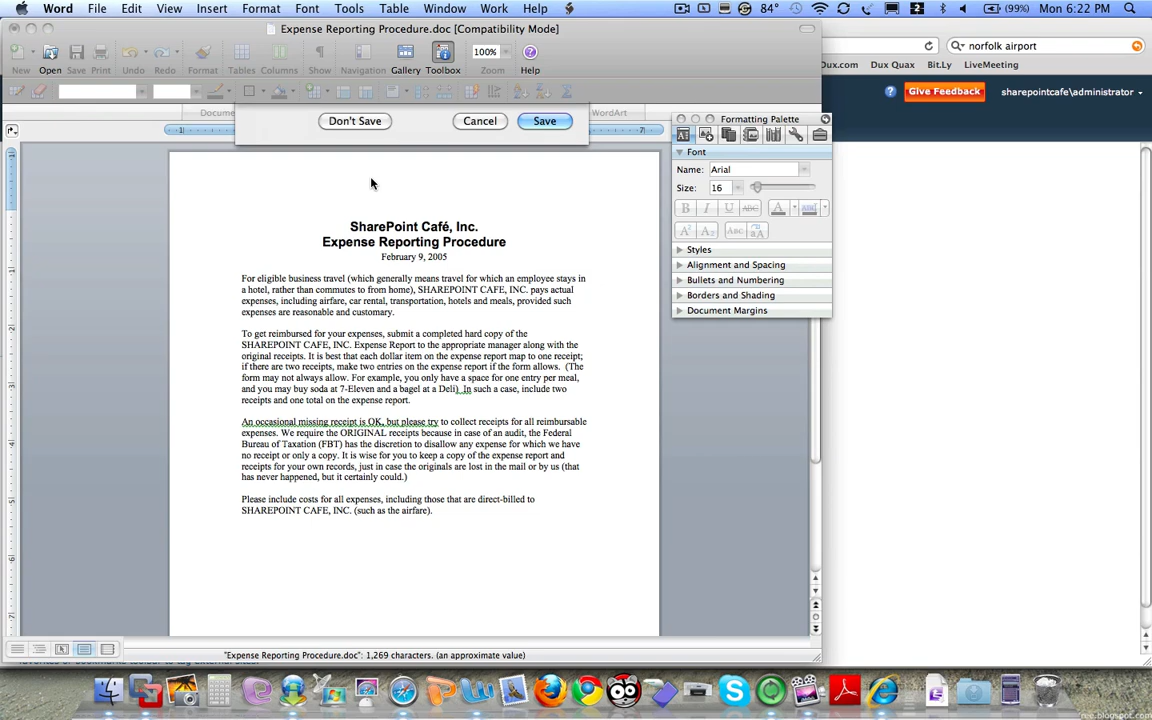 Word File Edit View Insert Format Font Tools Table Window Work Help 84° 2 (99%) Mon 6:22 PM
Expense Reporting Procedure.doc [Compatibility Mode]
norfolk airport
New Open Save Print Undo Redo Format Tables Columns Show Navigation Gallery Toolbox 100% Zoom Help
Dux.com Dux Quax Bit.Ly LiveMeeting
Give Feedback sharepointcafe\administrator
Docume WordArt
Don't Save Cancel Save
Formatting Palette
Font
Name: Arial
Size: 16
B I U ABC
Styles
Alignment and Spacing
Bullets and Numbering
Borders and Shading
Document Margins
SharePoint Café, Inc.
Expense Reporting Procedure
February 9, 2005
For eligible business travel (which generally means travel for which an employee stays in
a hotel, rather than commutes to from home), SHAREPOINT CAFE, INC. pays actual
expenses, including airfare, car rental, transportation, hotels and meals, provided such
expenses are reasonable and customary.
To get reimbursed for your expenses, submit a completed hard copy of the
SHAREPOINT CAFE, INC. Expense Report to the appropriate manager along with the
original receipts. It is best that each dollar item on the expense report map to one receipt;
if there are two receipts, make two entries on the expense report if the form allows. (The
form may not always allow. For example, you only have a space for one entry per meal,
and you may buy soda at 7-Eleven and a bagel at a Deli) In such a case, include two
receipts and one total on the expense report.
An occasional missing receipt is OK, but please try to collect receipts for all reimbursable
expenses. We require the ORIGINAL receipts because in case of an audit, the Federal
Bureau of Taxation (FBT) has the discretion to disallow any expense for which we have
no receipt or only a copy. It is wise for you to keep a copy of the expense report and
receipts for your own records, just in case the originals are lost in the mail or by us (that
has never happened, but it certainly could.)
Please include costs for all expenses, including those that are direct-billed to
SHAREPOINT CAFE, INC. (such as the airfare).
"Expense Reporting Procedure.doc": 1,269 characters. (an approximate value)
ree.blogspot.com